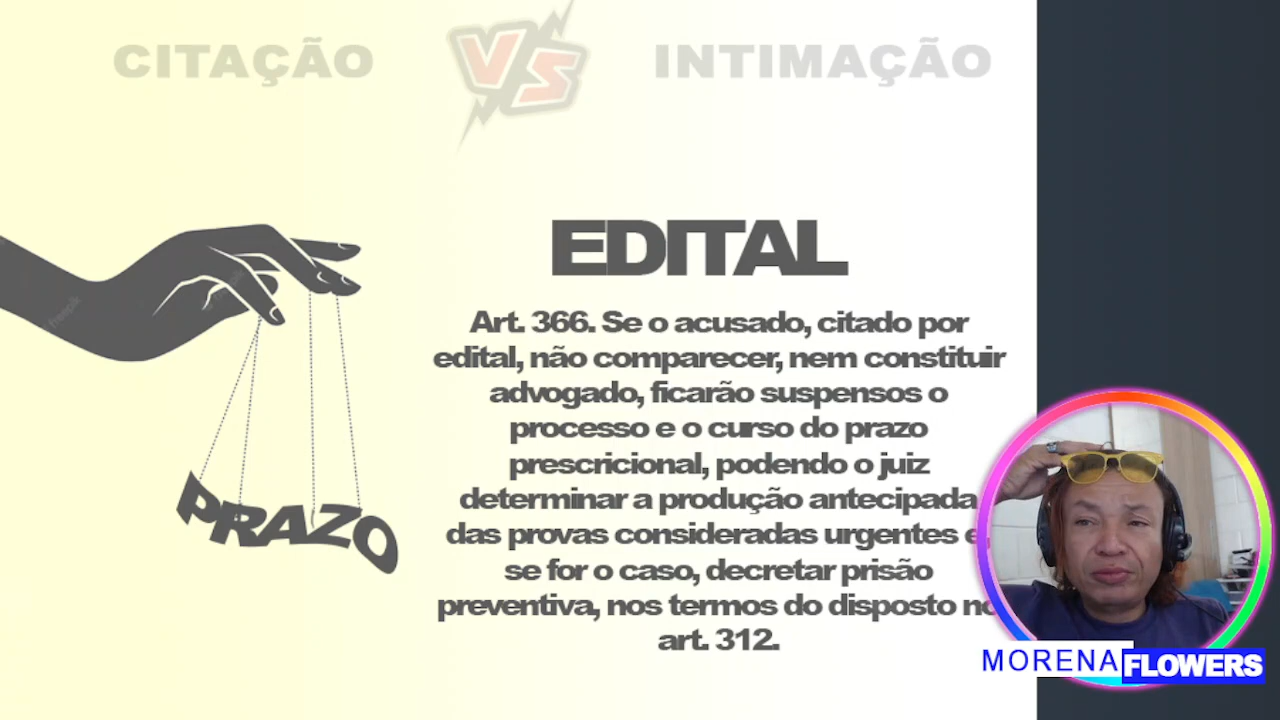 CITAÇÃO VS INTIMAÇÃO
EDITAL
Art. 366. Se o acusado, citado por
edital, não comparecer, nem constituir
advogado, ficarão suspensos o
processo e o curso do prazo
prescricional, podendo o juiz
determinar a produção antecipada
das provas consideradas urgentes e,
se for o caso, decretar prisão
preventiva, nos termos do disposto no
art. 312.
PRAZO
freepik
MORENA FLOWERS